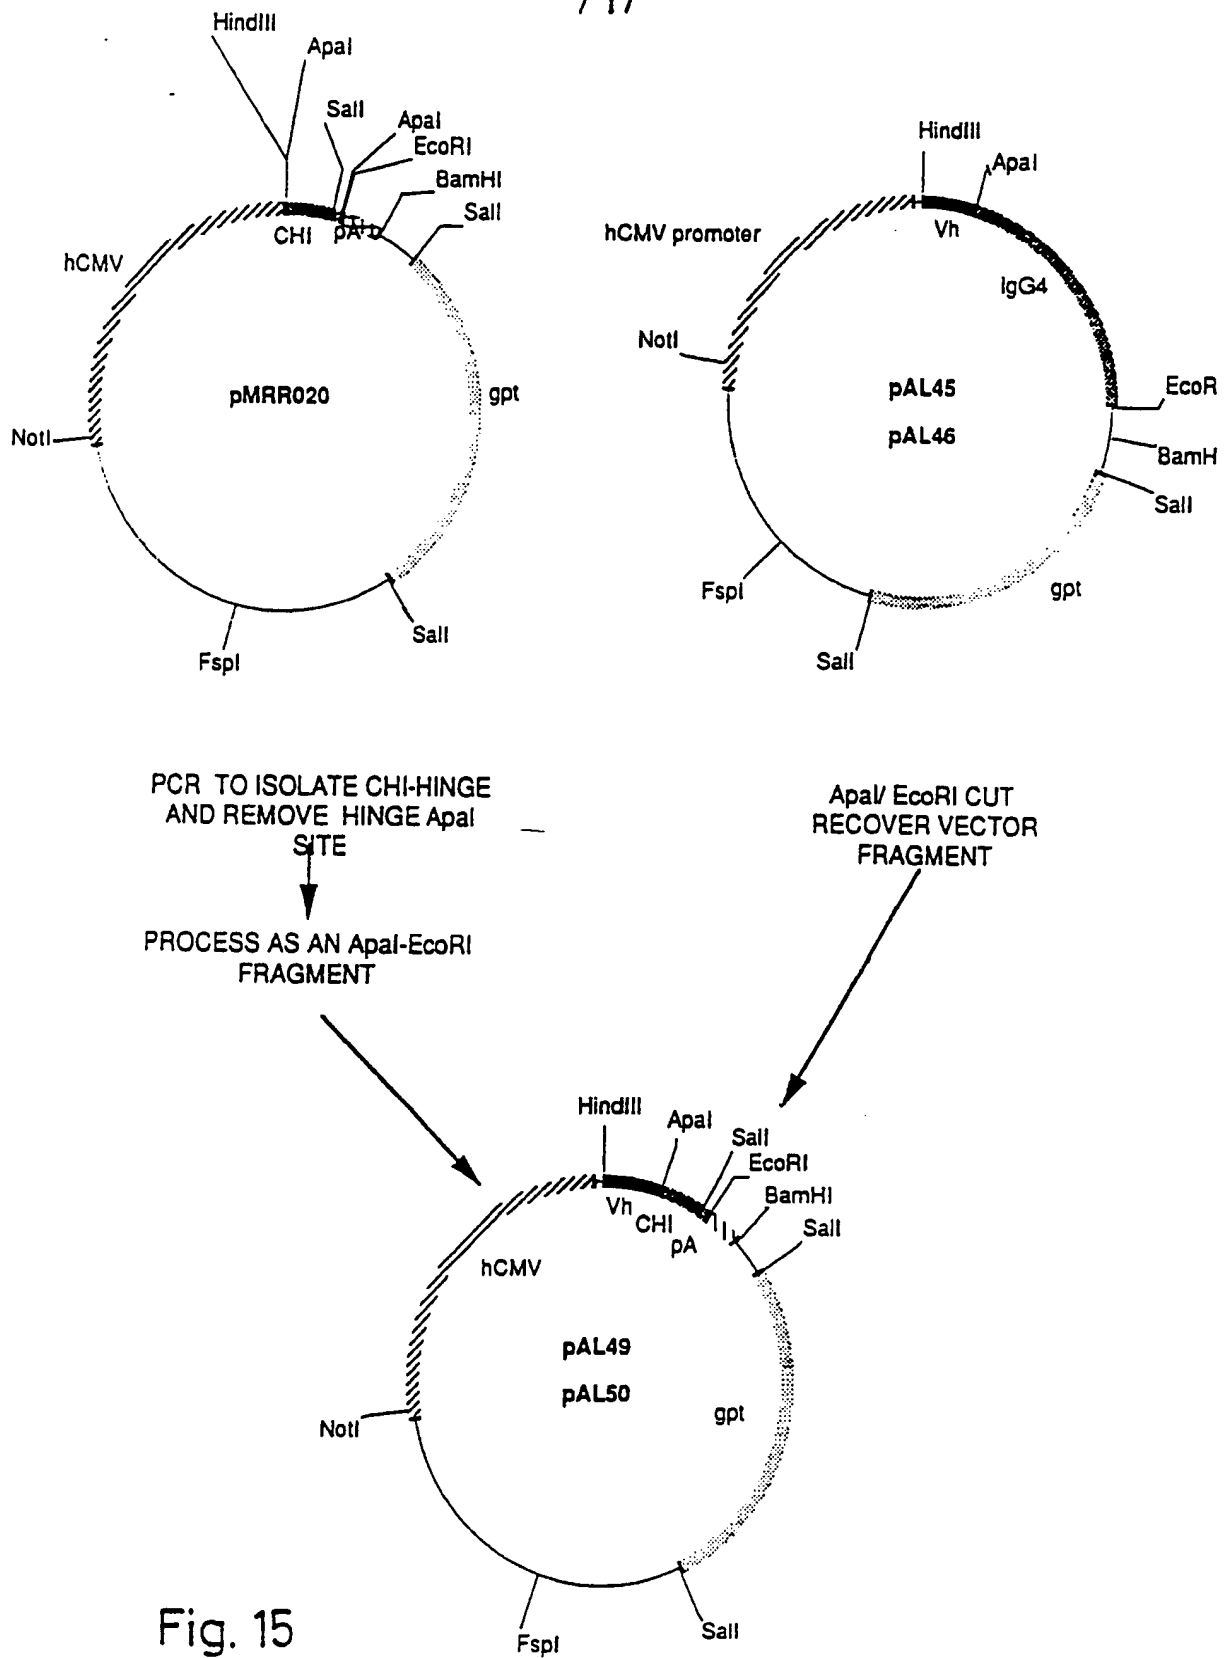 HindIII
ApaI
SalI
ApaI
EcoRI
BamHI
SalI
CHI
pA
hCMV
pMRR020
gpt
NotI
SalI
FspI
HindIII
ApaI
Vh
hCMV promoter
IgG4
NotI
pAL45
pAL46
EcoR
BamH
SalI
FspI
gpt
SalI
PCR TO ISOLATE CHI-HINGE
AND REMOVE HINGE ApaI
SITE
PROCESS AS AN ApaI-EcoRI
FRAGMENT
ApaI/ EcoRI CUT
RECOVER VECTOR
FRAGMENT
HindIII
ApaI
SalI
EcoRI
BamHI
SalI
Vh
CHI
pA
hCMV
pAL49
pAL50
gpt
NotI
FspI
SalI
Fig. 15